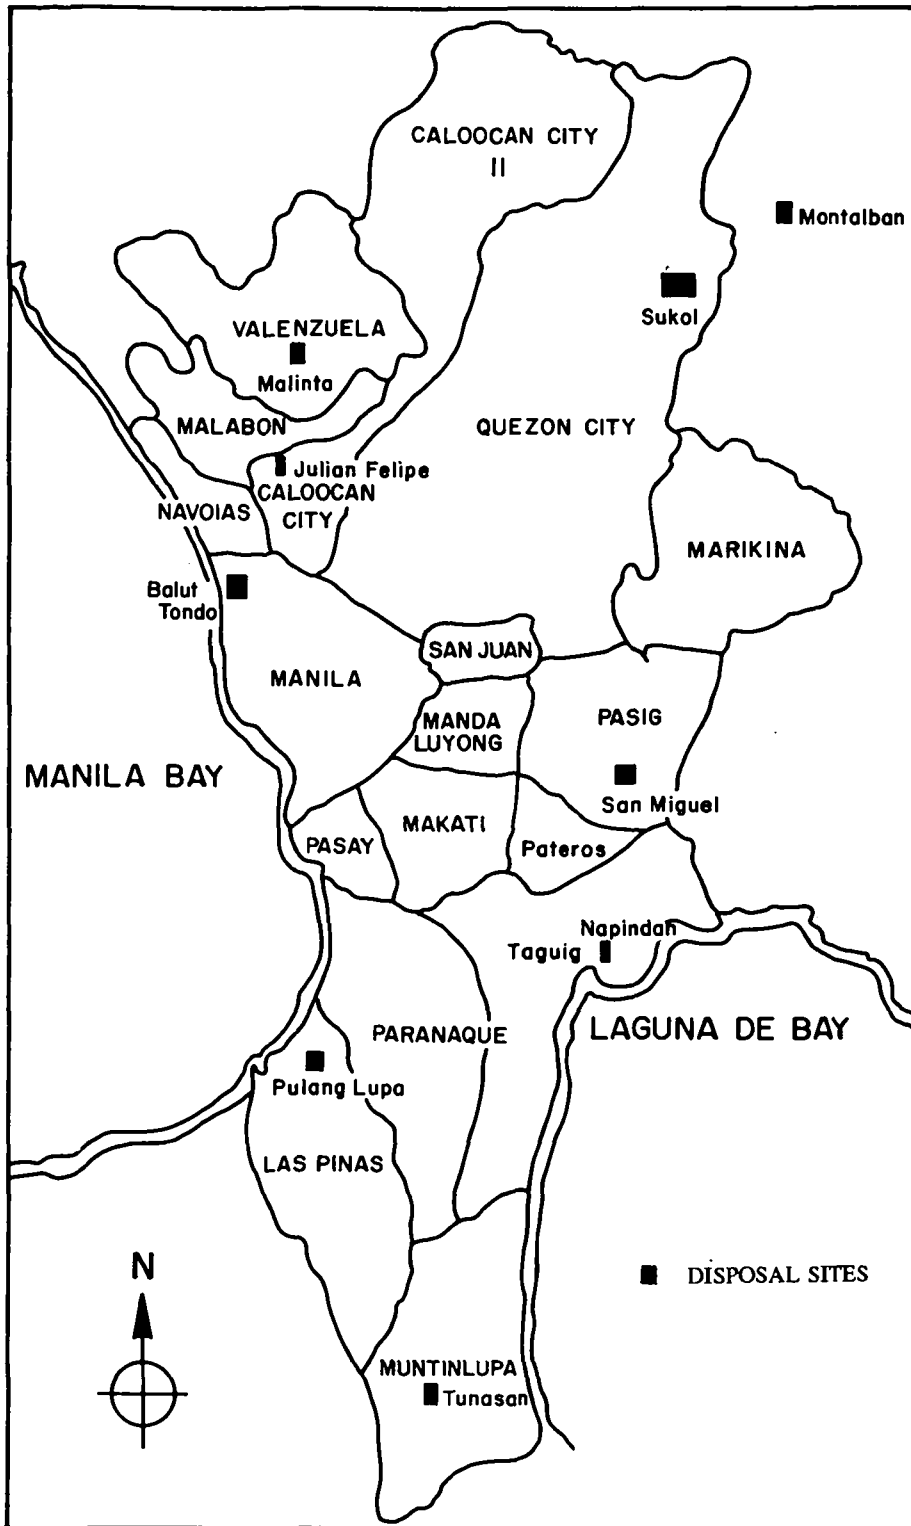 CALOOCAN CITY
II
Montalban
Sukol
VALENZUELA
Malinta
MALABON
QUEZON CITY
Julian Felipe
CALOOCAN
CITY
NAVOIAS
MARIKINA
Balut
Tondo
SAN JUAN
MANILA
MANDA
LUYONG
PASIG
MANILA BAY
San Miguel
MAKATI
PASAY
Pateros
Napindan
Taguig
PARANAQUE
LAGUNA DE BAY
Pulang Lupa
LAS PINAS
N
DISPOSAL SITES
MUNTINLUPA
Tunasan